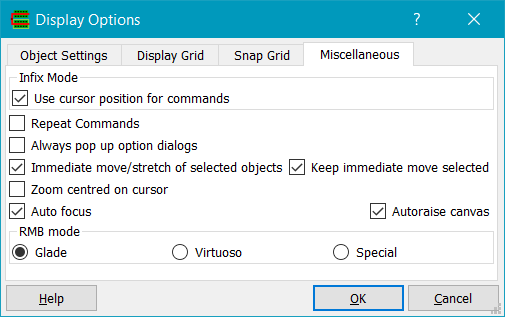 Display Options
?
Object Settings Display Grid Snap Grid Miscellaneous
Infix Mode
Use cursor position for commands
Repeat Commands
Always pop up option dialogs
Immediate move/stretch of selected objects Keep immediate move selected
Zoom centred on cursor
Auto focus Autoraise canvas
RMB mode
Glade Virtuoso Special
Help OK Cancel